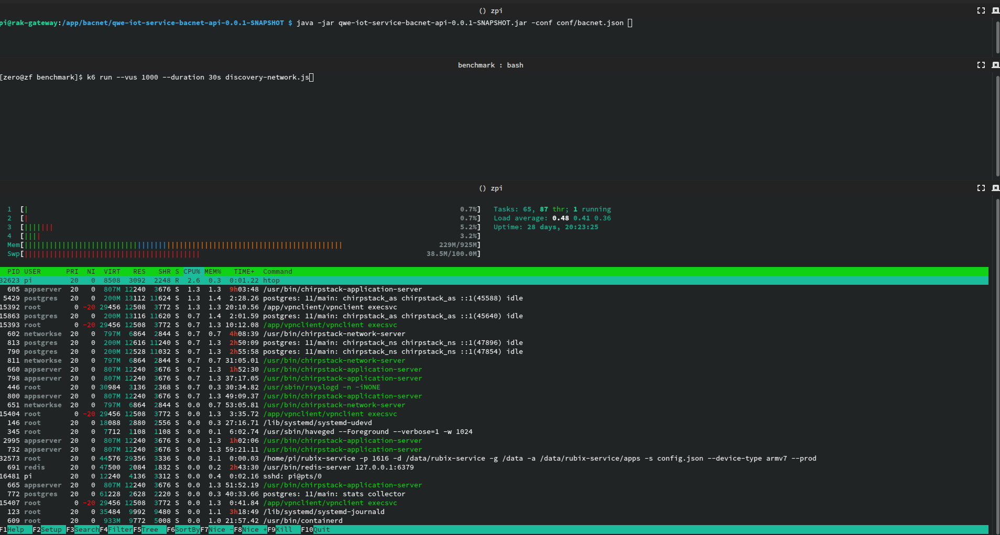 () zpi
pi@rak-gateway:/app/bacnet/qwe-iot-service-bacnet-api-0.0.1-SNAPSHOT $ java -jar qwe-iot-service-bacnet-api-0.0.1-SNAPSHOT.jar -conf conf/bacnet.json
benchmark : bash
[zero@zf benchmark]$ k6 run --vus 1000 --duration 30s discovery-network.js
() zpi
1 [| 0.7%] Tasks: 65, 87 thr; 1 running
2 [| 0.7%] Load average: 0.48 0.41 0.36
3 [||||||| 5.2%] Uptime: 28 days, 20:23:25
4 [|||| 3.2%]
Mem[|||||||||||||||||||||||||||||||||||||||||||||||||||||||||||||||||||||||||||| 229M/925M]
Swp[|||||||||||||||||||||||||||||||||||||||||| 38.5M/100.0M]
PID USER PRI NI VIRT RES SHR S CPU% MEM% TIME+ Command
32623 pi 20 0 8508 3092 2248 R 2.6 0.3 0:01.22 htop
605 appserver 20 0 807M 12240 3676 S 1.3 1.3 9h03:48 /usr/bin/chirpstack-application-server
5429 postgres 20 0 200M 13112 11624 S 1.3 1.4 2:28.26 postgres: 11/main: chirpstack_as chirpstack_as ::1(45588) idle
15392 root 0 -20 29456 12508 3772 S 1.3 1.3 20:10.56 /app/vpnclient/vpnclient execsvc
15863 postgres 20 0 200M 13116 11620 S 0.7 1.4 2:01.59 postgres: 11/main: chirpstack_as chirpstack_as ::1(45640) idle
15393 root 0 -20 29456 12508 3772 S 0.7 1.3 10:12.08 /app/vpnclient/vpnclient execsvc
602 networkse 20 0 797M 6864 2844 S 0.7 0.7 4h08:39 /usr/bin/chirpstack-network-server
813 postgres 20 0 200M 12616 11240 S 0.7 1.3 2h50:09 postgres: 11/main: chirpstack_ns chirpstack_ns ::1(47896) idle
790 postgres 20 0 200M 12528 11032 S 0.7 1.3 2h55:58 postgres: 11/main: chirpstack_ns chirpstack_ns ::1(47854) idle
811 networkse 20 0 797M 6864 2844 S 0.7 0.7 31:05.01 /usr/bin/chirpstack-network-server
660 appserver 20 0 807M 12240 3676 S 0.7 1.3 1h52:30 /usr/bin/chirpstack-application-server
798 appserver 20 0 807M 12240 3676 S 0.7 1.3 37:17.05 /usr/bin/chirpstack-application-server
446 root 20 0 30984 3136 2368 S 0.7 0.3 30:34.82 /usr/sbin/rsyslogd -n -iNONE
800 appserver 20 0 807M 12240 3676 S 0.7 1.3 49:09.37 /usr/bin/chirpstack-application-server
651 networkse 20 0 797M 6864 2844 S 0.0 0.7 53:05.81 /usr/bin/chirpstack-network-server
15404 root 0 -20 29456 12508 3772 S 0.0 1.3 3:35.72 /app/vpnclient/vpnclient execsvc
146 root 20 0 18088 2880 2556 S 0.0 0.3 27:16.71 /lib/systemd/systemd-udevd
345 root 20 0 7712 1108 1108 S 0.0 0.1 6:02.74 /usr/sbin/haveged --Foreground --verbose=1 -w 1024
2995 appserver 20 0 807M 12240 3676 S 0.0 1.3 1h02:06 /usr/bin/chirpstack-application-server
732 appserver 20 0 807M 12240 3676 S 0.0 1.3 59:21.11 /usr/bin/chirpstack-application-server
32573 root 20 0 44576 29356 3336 S 0.0 3.1 0:00.03 /home/pi/rubix-service -p 1616 -d /data/rubix-service -g /data -a /data/rubix-service/apps -s config.json --device-type armv7 --prod
691 redis 20 0 47500 2084 1832 S 0.0 0.2 2h43:30 /usr/bin/redis-server 127.0.0.1:6379
16481 pi 20 0 12240 4136 3312 S 0.0 0.4 0:02.16 sshd: pi@pts/0
665 appserver 20 0 807M 12240 3676 S 0.0 1.3 51:52.19 /usr/bin/chirpstack-application-server
772 postgres 20 0 61228 2628 2220 S 0.0 0.3 40:33.66 postgres: 11/main: stats collector
15407 root 0 -20 29456 12508 3772 S 0.0 1.3 0:41.84 /app/vpnclient/vpnclient execsvc
123 root 20 0 35484 9992 9480 S 0.0 1.1 3h18:49 /lib/systemd/systemd-journald
609 root 20 0 933M 9772 5008 S 0.0 1.0 21:57.42 /usr/bin/containerd
F1Help F2Setup F3SearchF4FilterF5Tree F6SortByF7Nice -F8Nice +F9Kill F10Quit